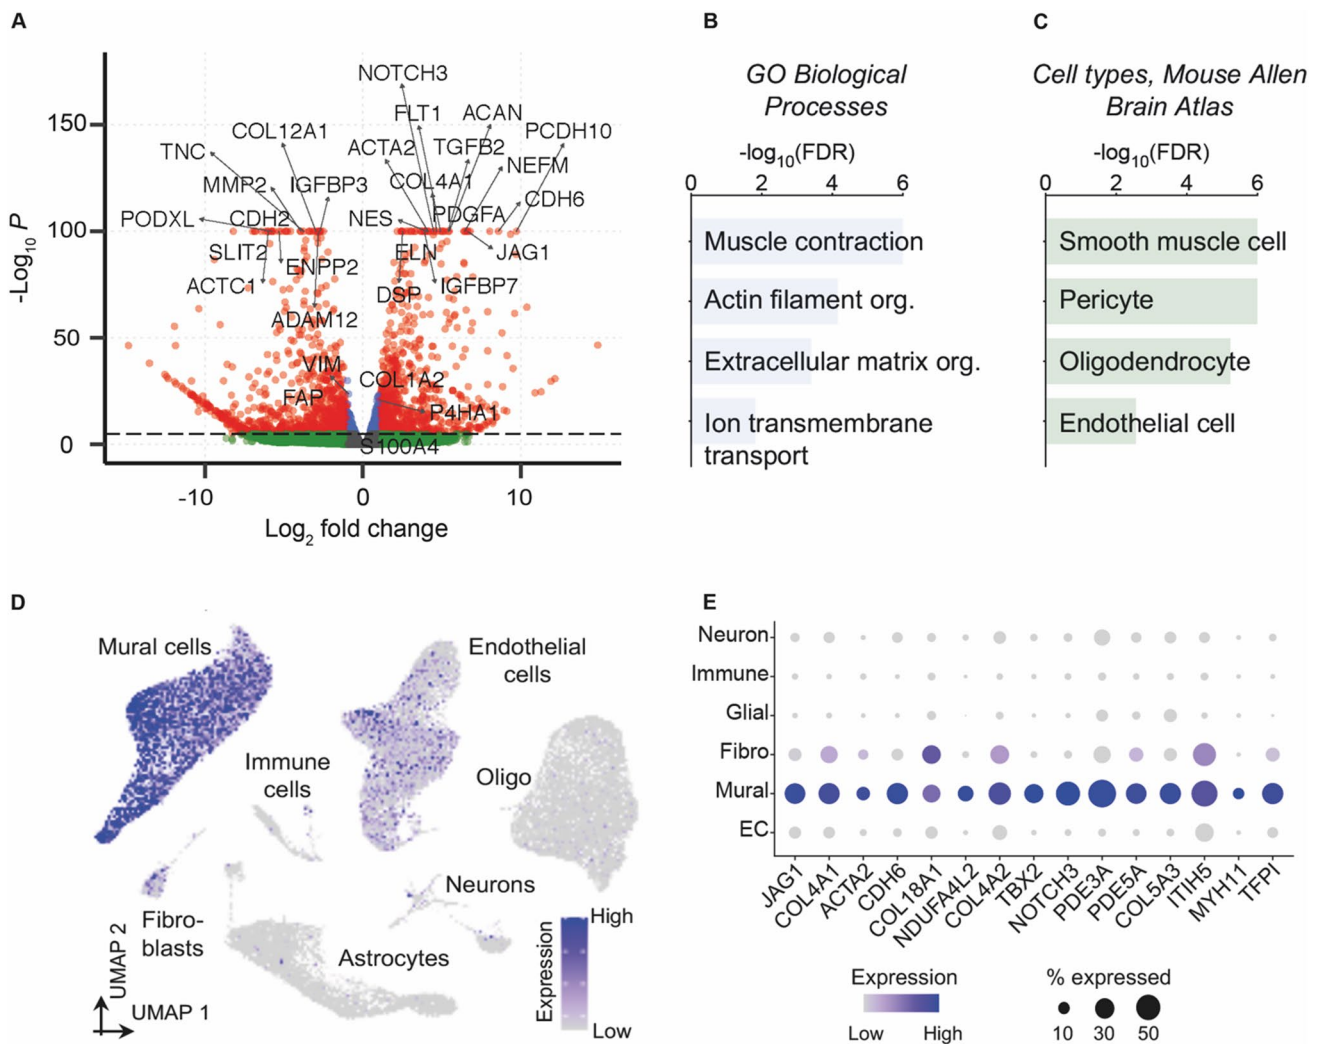 A
NOTCH3
FLT1
ACAN
COL12A1
PCDH10
TNC
ACTA2
TGFB2
NEFM
MMP2
IGFBP3
COL4A1
CDH6
PODXL
CDH2
NES
PDGFA
SLIT2
ENPP2
ELN
JAG1
ACTC1
DSP
IGFBP7
ADAM12
VIM
COL1A2
FAP
P4HA1
S100A4
150
100
50
0
-Log10 P
-10
0
10
Log2 fold change
B
GO Biological
Processes
-log10(FDR)
0
2
4
6
Muscle contraction
Actin filament org.
Extracellular matrix org.
Ion transmembrane
transport
C
Cell types, Mouse Allen
Brain Atlas
-log10(FDR)
0
2
4
6
Smooth muscle cell
Pericyte
Oligodendrocyte
Endothelial cell
D
Mural cells
Endothelial
cells
Immune
cells
Oligo
Neurons
Fibro-
blasts
Astrocytes
UMAP 2
UMAP 1
Expression
High
Low
E
Neuron
Immune
Glial
Fibro
Mural
EC
JAG1
COL4A1
ACTA2
CDH6
COL18A1
NDUFA4L2
COL4A2
TBX2
NOTCH3
PDE3A
PDE5A
COL5A3
ITIH5
MYH11
TFPI
Expression
Low
High
% expressed
10
30
50